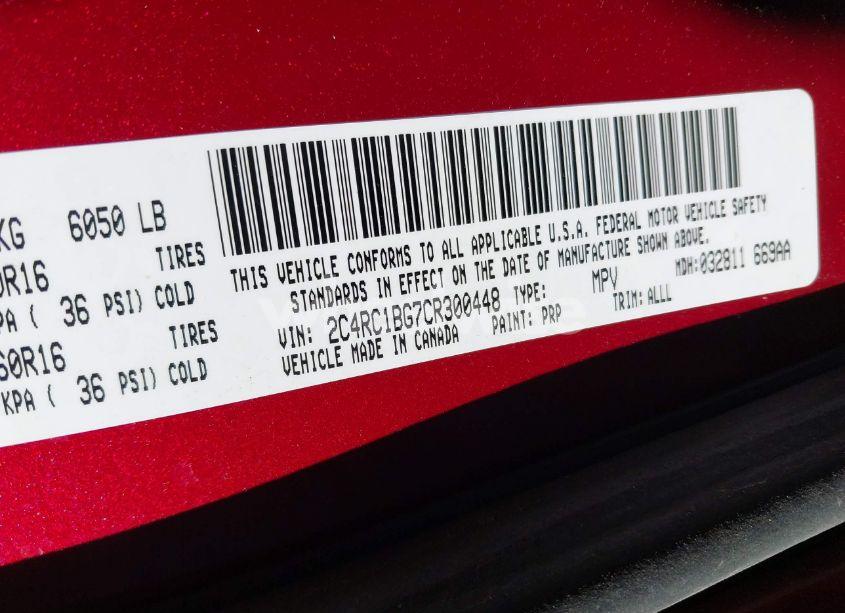 KG 6050 LB
0R16 TIRES
KPA ( 36 PSI) COLD
60R16 TIRES
KPA ( 36 PSI) COLD
THIS VEHICLE CONFORMS TO ALL APPLICABLE U.S.A. FEDERAL MOTOR VEHICLE SAFETY
STANDARDS IN EFFECT ON THE DATE OF MANUFACTURE SHOWN ABOVE.
VIN: 2C4RC1BG7CR300448 TYPE: MPV MDH:032811 669AA
VEHICLE MADE IN CANADA PAINT: PRP TRIM: ALLL